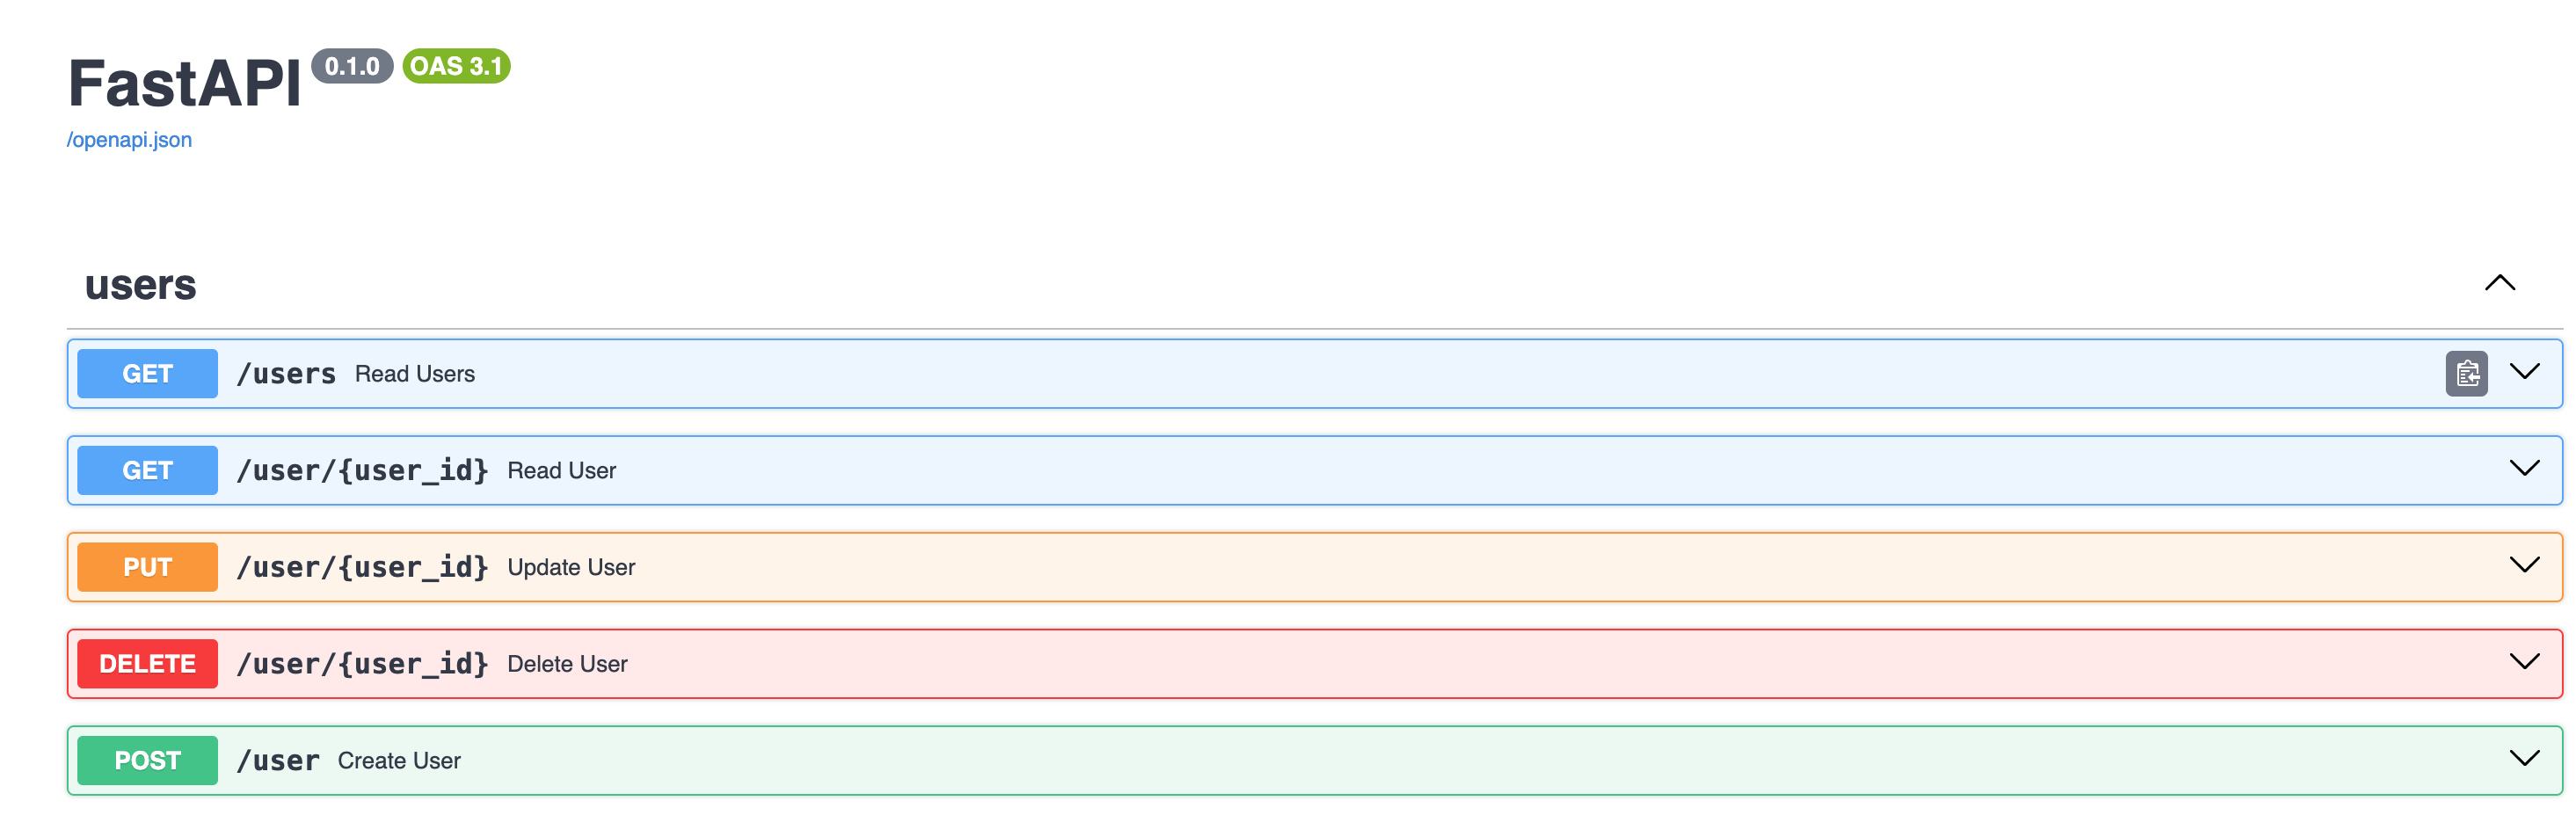 FastAPI 0.1.0 OAS 3.1
/openapi.json
users
GET /users Read Users
GET /user/{user_id} Read User
PUT /user/{user_id} Update User
DELETE /user/{user_id} Delete User
POST /user Create User